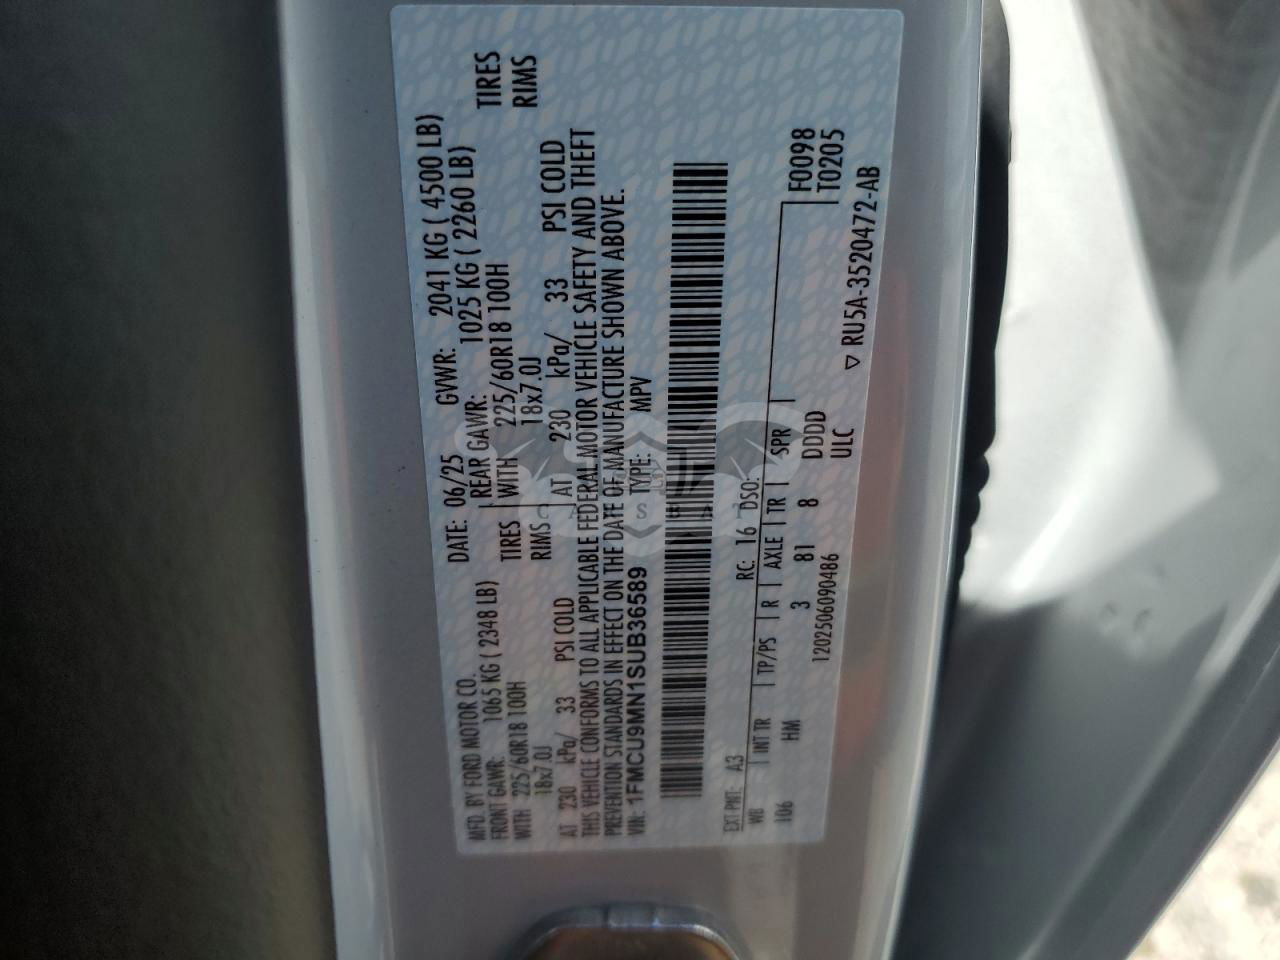 MFD. BY FORD MOTOR CO. DATE: 06/25 GVWR: 2041 KG ( 4500 LB)
FRONT GAWR: 1065 KG ( 2348 LB) REAR GAWR: 1025 KG ( 2260 LB)
WITH 225/60R18 100H TIRES WITH 225/60R18 100H TIRES
18x7.0J RIMS 18x7.0J RIMS
AT 230 kPa/ 33 PSI COLD AT 230 kPa/ 33 PSI COLD
THIS VEHICLE CONFORMS TO ALL APPLICABLE FEDERAL MOTOR VEHICLE SAFETY AND THEFT
PREVENTION STANDARDS IN EFFECT ON THE DATE OF MANUFACTURE SHOWN ABOVE.
VIN: 1FMCU9MN1SUB36589 TYPE: MPV
EXT PNT: A3 RC: 16 DSO:
WB INT TR TP/PS R AXLE TR SPR F0098
106 HM 3 81 8 DDDD T0205
1202506090486 ULC
▽ RU5A-3520472-AB